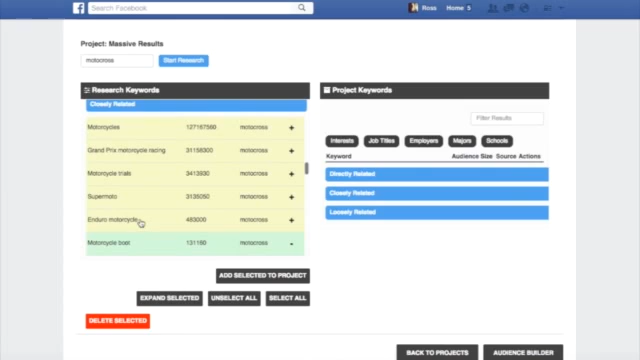 f Search Facebook Ross Home 5
Project: Massive Results
motocross Start Research
Research Keywords
Closely Related
Motorcycles 127167560 motocross +
Grand Prix motorcycle racing 31158300 motocross +
Motorcycle trials 3413930 motocross +
Supermoto 3135050 motocross +
Enduro motorcycle 483000 motocross +
Motorcycle boot 131160 motocross -
ADD SELECTED TO PROJECT
EXPAND SELECTED UNSELECT ALL SELECT ALL
DELETE SELECTED
Project Keywords
Filter Results
Interests Job Titles Employers Majors Schools
Keyword Audience Size Source Actions
Directly Related
Closely Related
Loosely Related
BACK TO PROJECTS AUDIENCE BUILDER